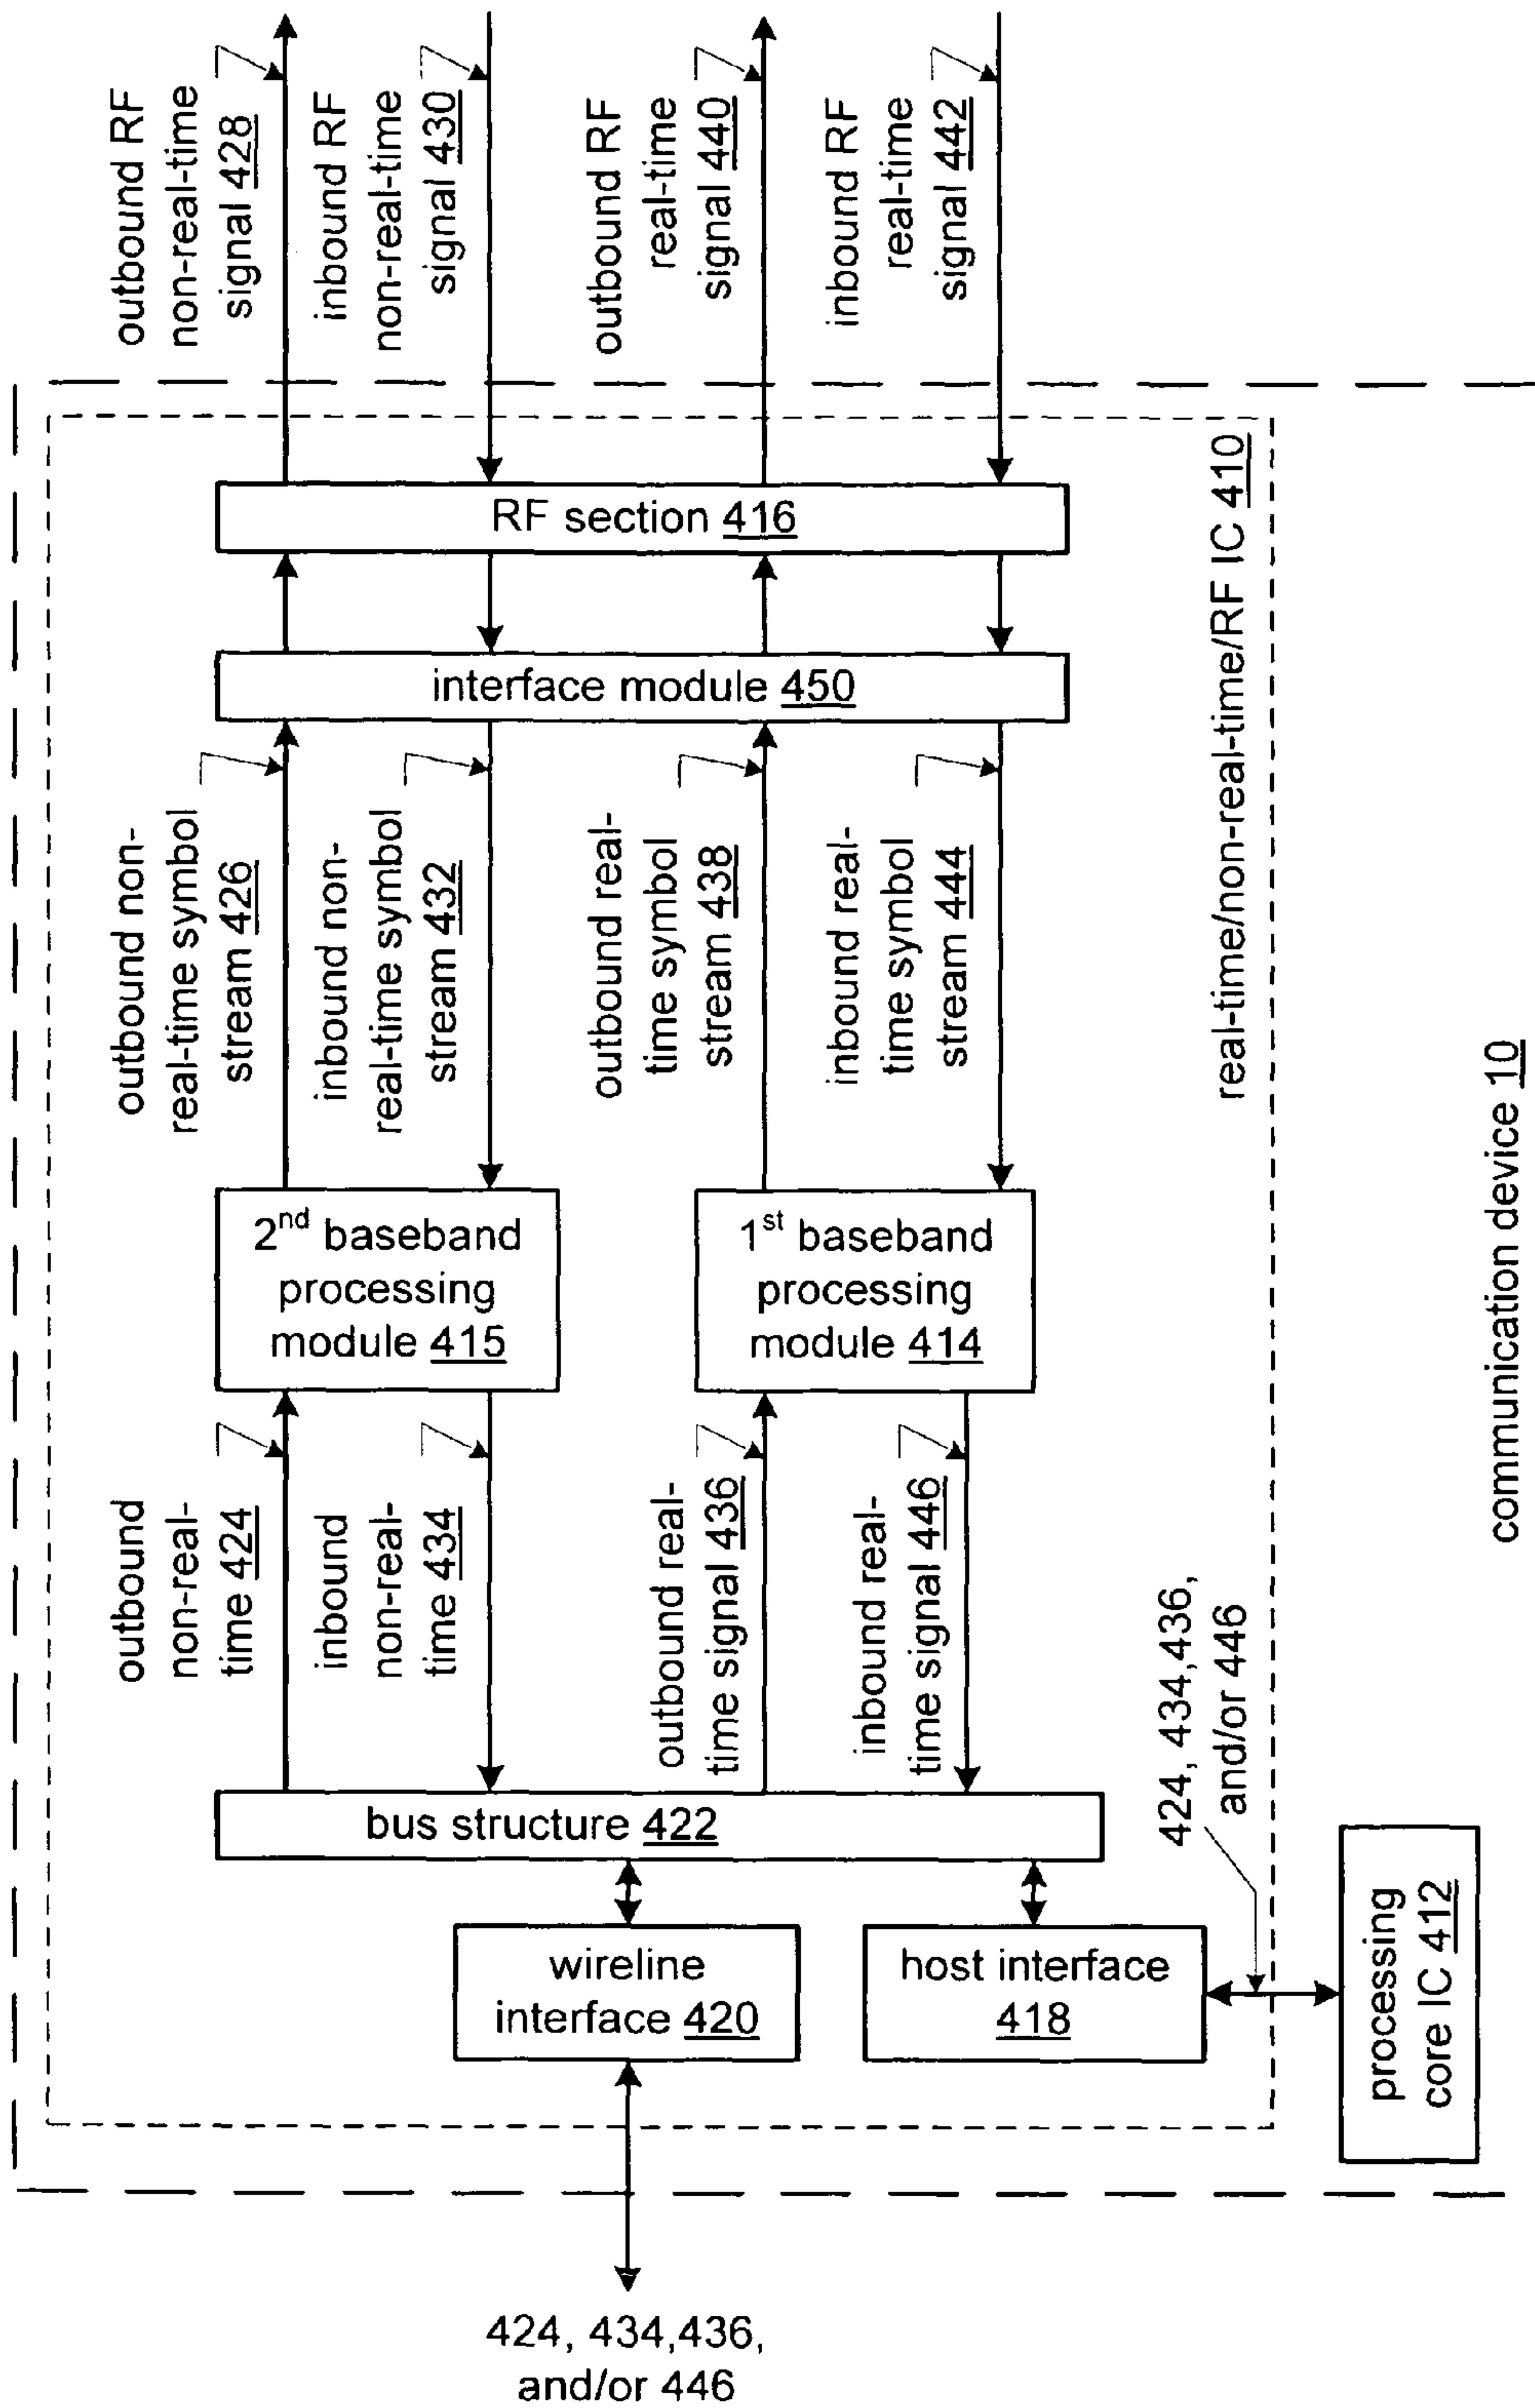 outbound RF
non-real-time
signal 428
inbound RF
non-real-time
signal 430
outbound RF
real-time
signal 440
inbound RF
real-time
signal 442
RF section 416
interface module 450
outbound non-
real-time symbol
stream 426
inbound non-
real-time symbol
stream 432
outbound real-
time symbol
stream 438
inbound real-
time symbol
stream 444
real-time/non-real-time/RF IC 410
2nd baseband
processing
module 415
1st baseband
processing
module 414
outbound
non-real-
time 424
inbound
non-real-
time 434
outbound real-
time signal 436
inbound real-
time signal 446
communication device 10
bus structure 422
424, 434,436,
and/or 446
wireline
interface 420
host interface
418
processing
core IC 412
424, 434,436,
and/or 446